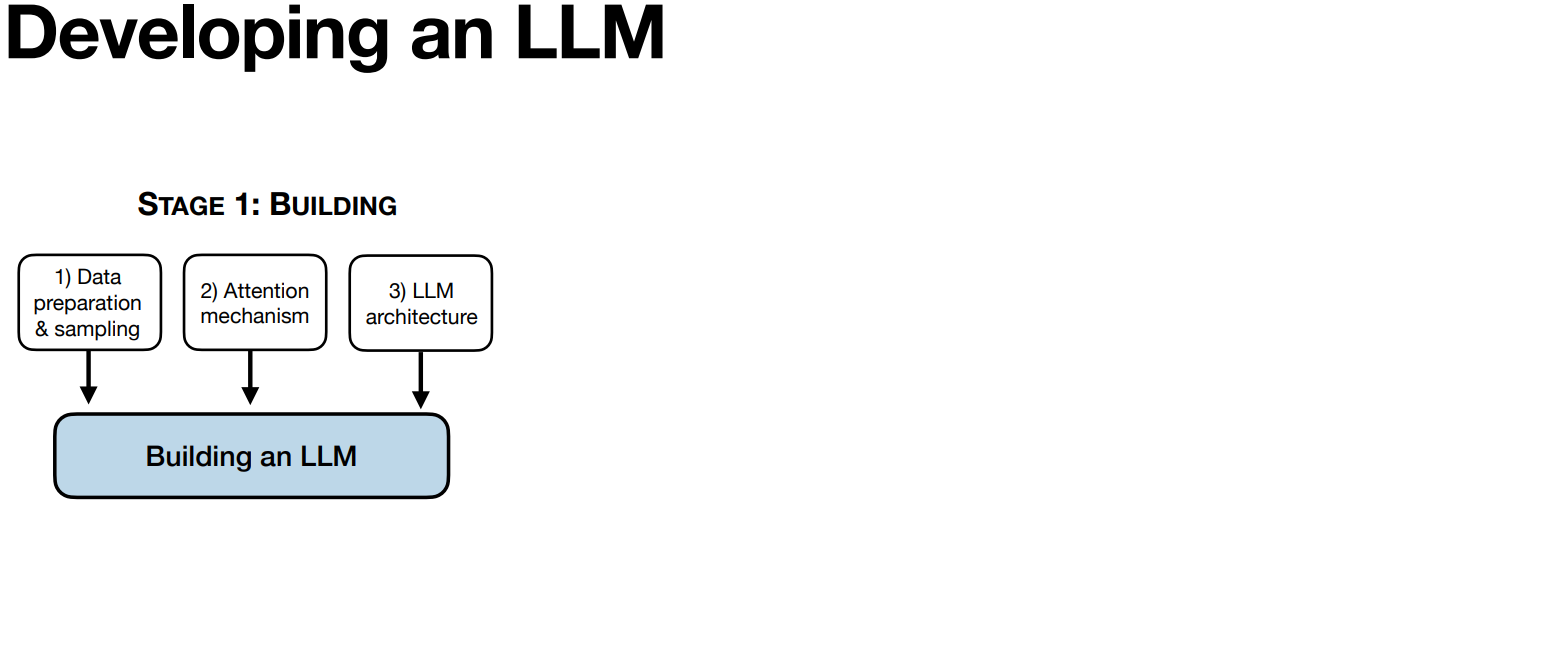 Developing an LLM
STAGE 1: BUILDING
1) Data
preparation
& sampling
2) Attention
mechanism
3) LLM
architecture
Building an LLM